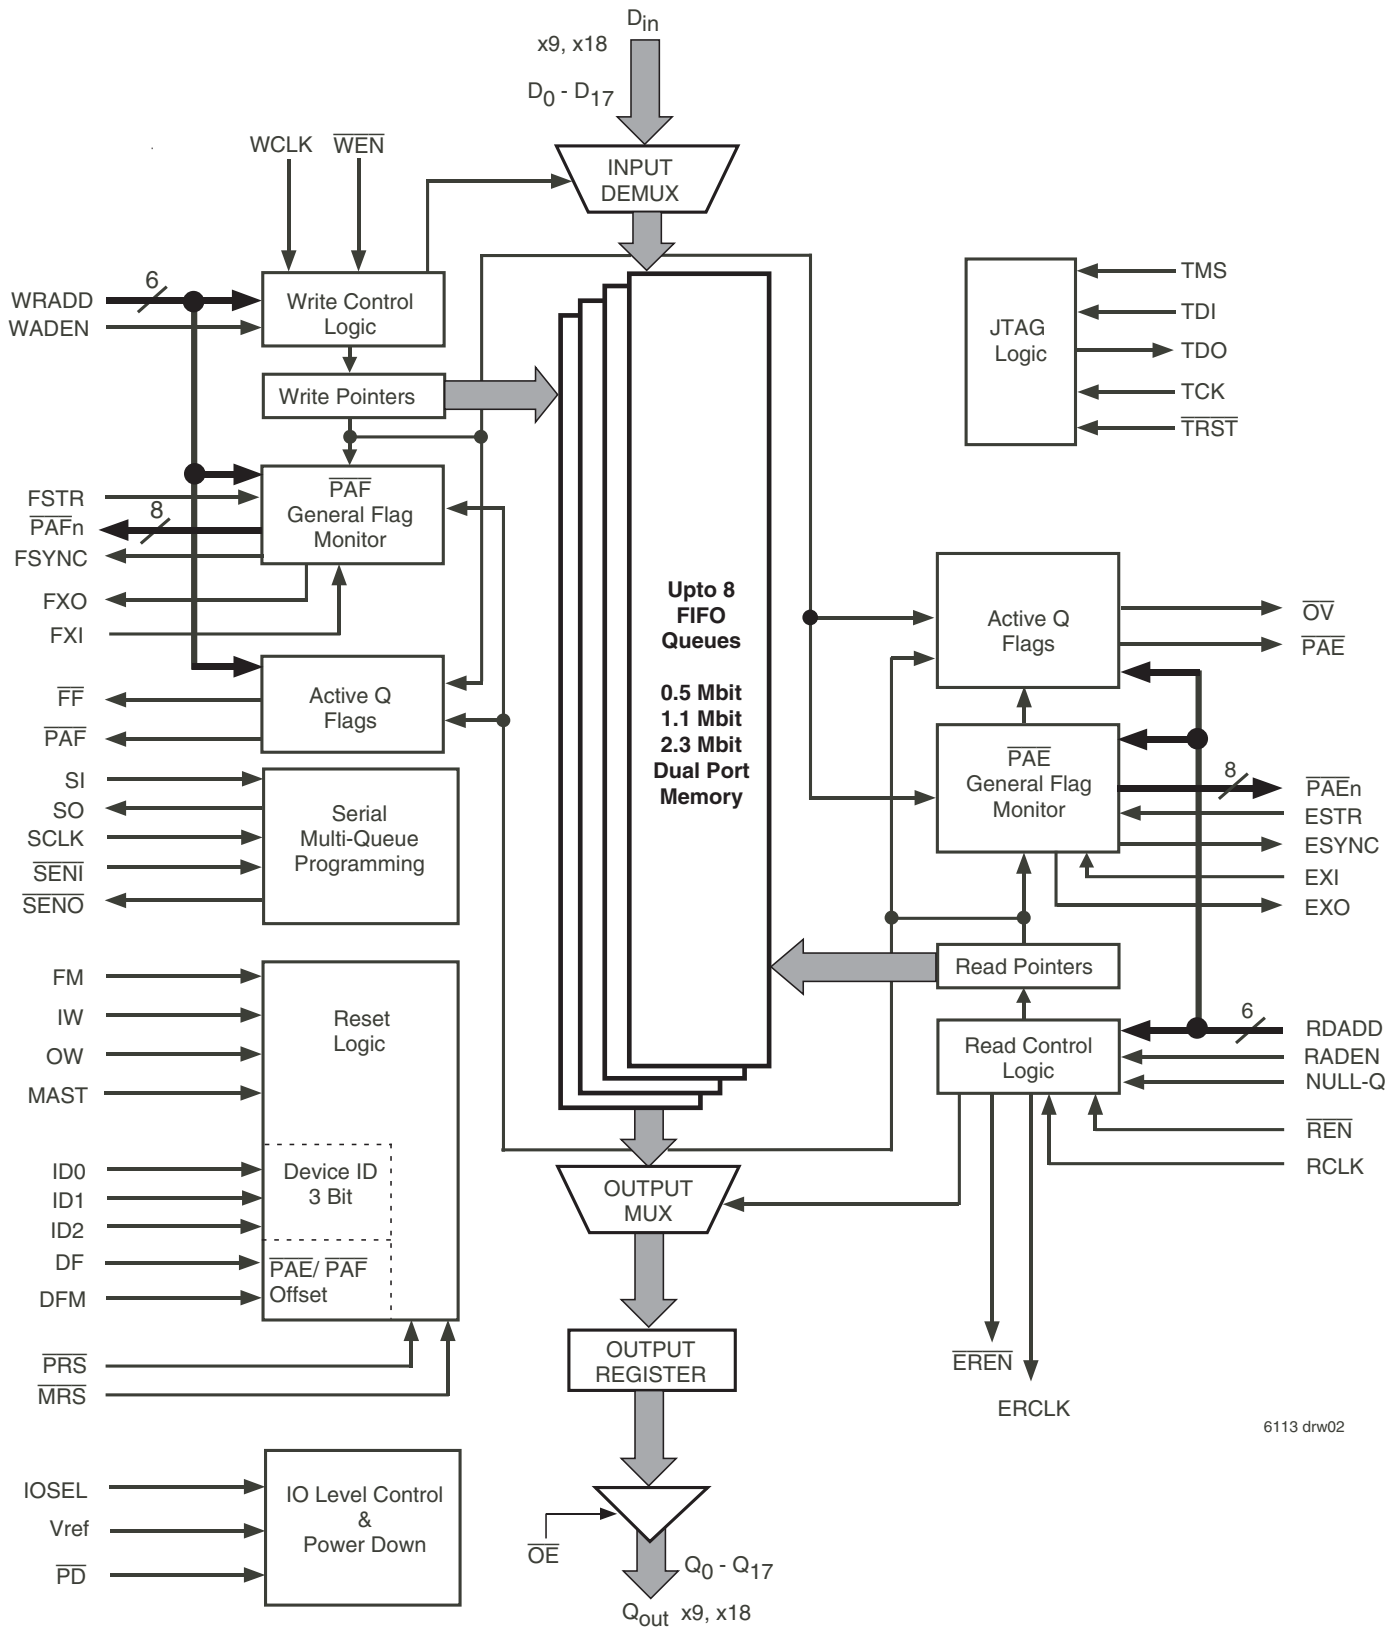 Din
x9, x18
D0 - D17
WCLK
WEN
INPUT
DEMUX
6
WRADD
WADEN
Write Control
Logic
Write Pointers
FSTR
PAFn
8
FSYNC
FXO
FXI
PAF
General Flag
Monitor
FF
PAF
Active Q
Flags
SI
SO
SCLK
SENI
SENO
Serial
Multi-Queue
Programming
FM
IW
OW
MAST
Reset
Logic
ID0
ID1
ID2
Device ID
3 Bit
DF
DFM
PAE/ PAF
Offset
PRS
MRS
IOSEL
Vref
PD
IO Level Control
&
Power Down
Upto 8
FIFO
Queues
0.5 Mbit
1.1 Mbit
2.3 Mbit
Dual Port
Memory
OUTPUT
MUX
OUTPUT
REGISTER
OE
Q0 - Q17
Qout x9, x18
JTAG
Logic
TMS
TDI
TDO
TCK
TRST
Active Q
Flags
OV
PAE
PAE
General Flag
Monitor
8
PAEn
ESTR
ESYNC
EXI
EXO
Read Pointers
Read Control
Logic
6
RDADD
RADEN
NULL-Q
REN
RCLK
EREN
ERCLK
6113 drw02